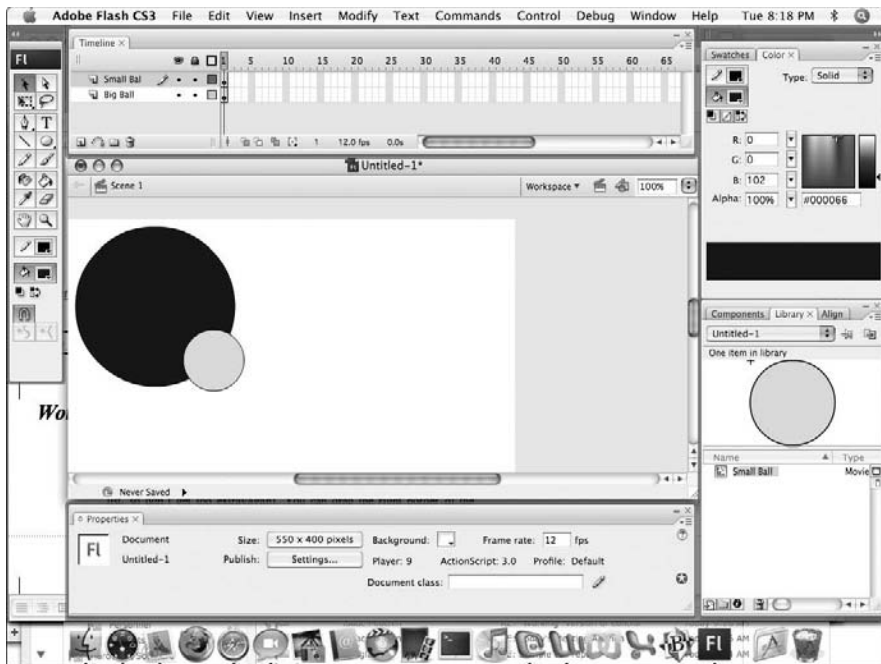 Adobe Flash CS3 File Edit View Insert Modify Text Commands Control Debug Window Help Tue 8:18 PM
Timeline ×
1 5 10 15 20 25 30 35 40 45 50 55 60 65
Small Bal
Big Ball
1 12.0 fps 0.0s
Fl
T
Untitled-1*
Scene 1
Workspace 100%
Never Saved
Wo
Swatches Color ×
Type: Solid
R: 0
G: 0
B: 102
Alpha: 100% #000066
Components Library × Align
Untitled-1
One item in library
Name Type
Small Ball Movie
Properties ×
Fl
Document
Untitled-1
Size: 550 x 400 pixels Background: Frame rate: 12 fps
Publish: Settings... Player: 9 ActionScript: 3.0 Profile: Default
Document class:
Fl